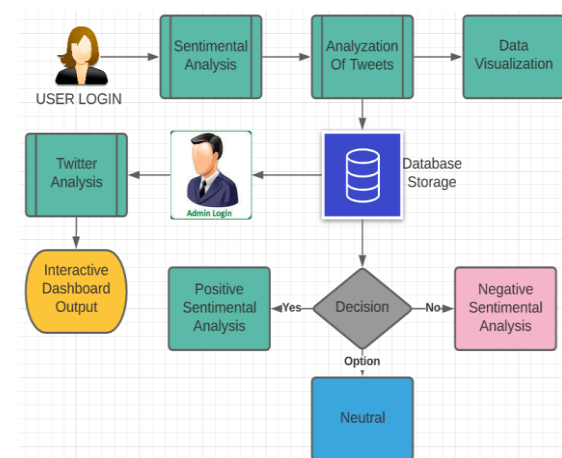 USER LOGIN
Sentimental
Analysis
Analyzation
Of Tweets
Data
Visualization
Twitter
Analysis
Admin Login
Database
Storage
Interactive
Dashboard
Output
Positive
Sentimental
Analysis
Yes
Decision
No
Negative
Sentimental
Analysis
Option
Neutral